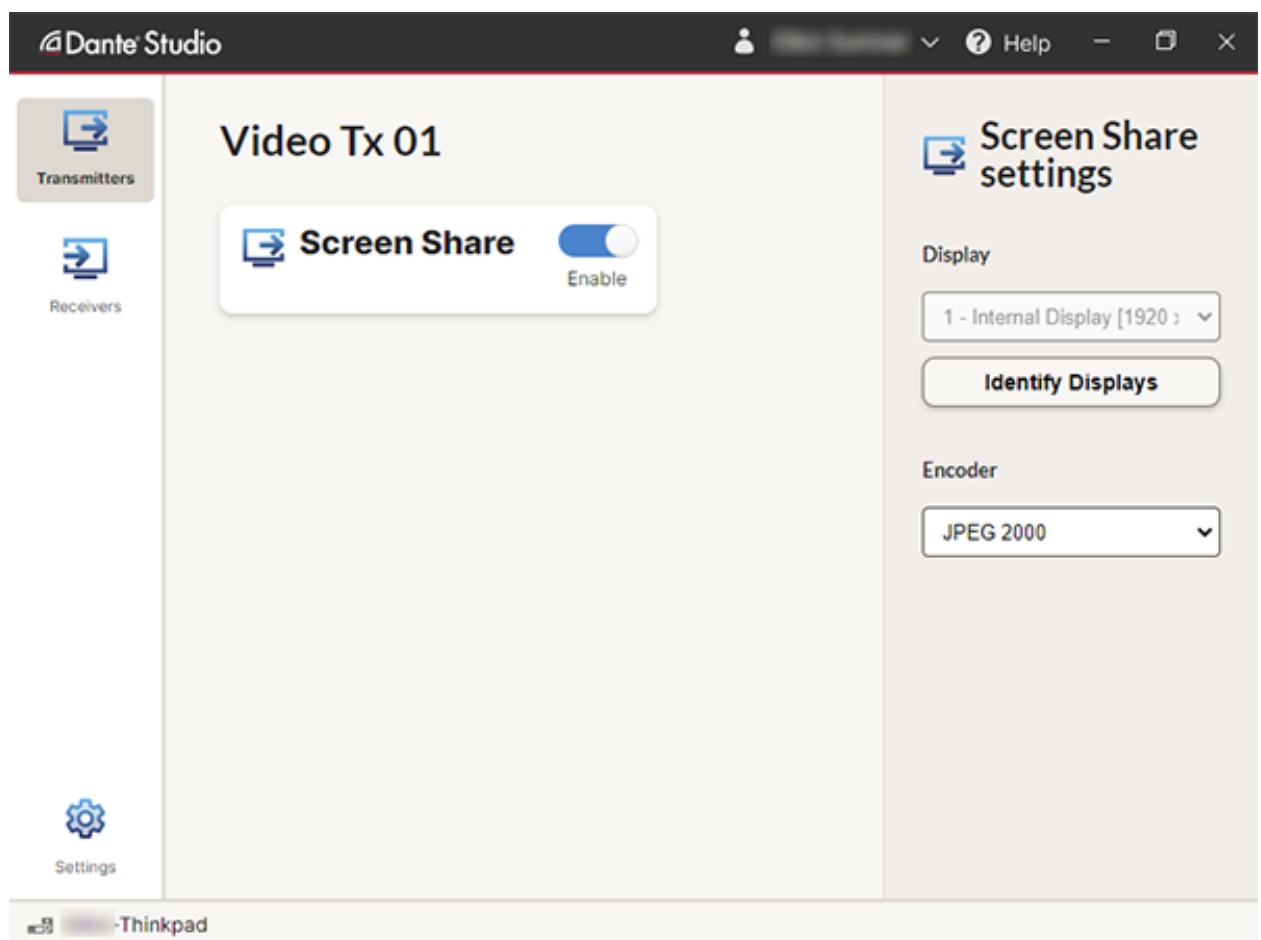 Dante Studio
Help
Transmitters
Receivers
Settings
Video Tx 01
Screen Share
Enable
Screen Share
settings
Display
1 - Internal Display [1920
Identify Displays
Encoder
JPEG 2000
-Thinkpad